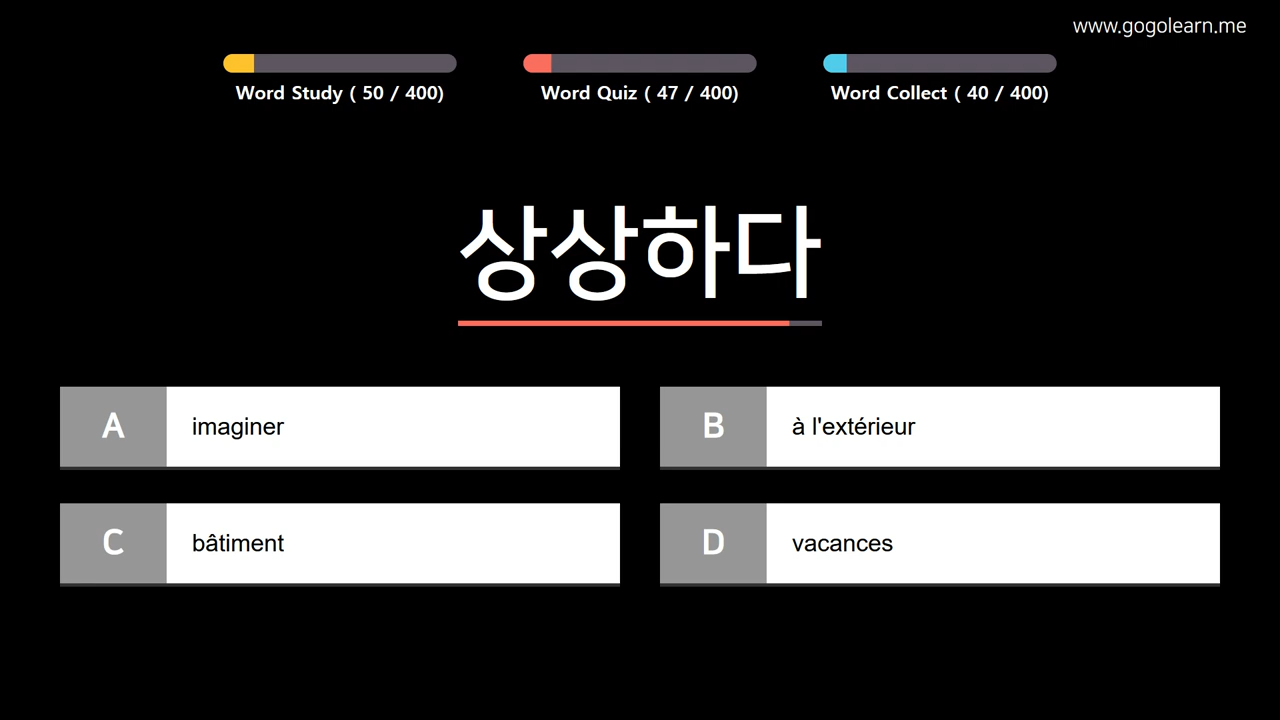 www.gogolearn.me
Word Study ( 50 / 400)
Word Quiz ( 47 / 400)
Word Collect ( 40 / 400)
상상하다
A imaginer
B à l'extérieur
C bâtiment
D vacances